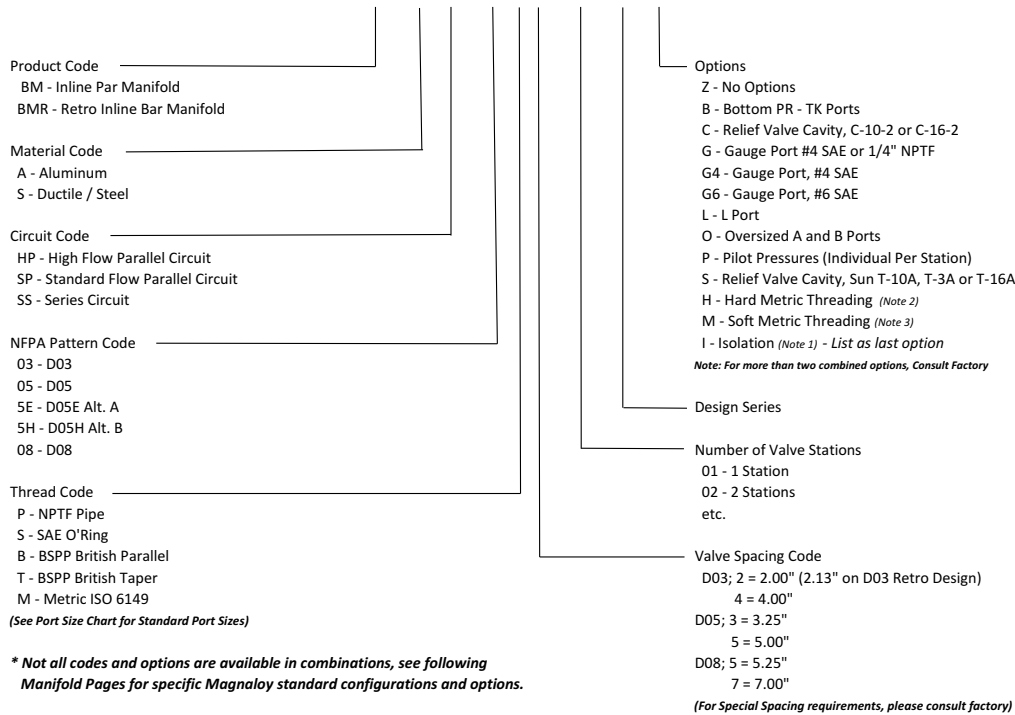 Product Code
BM - Inline Par Manifold
BMR - Retro Inline Bar Manifold
Material Code
A - Aluminum
S - Ductile / Steel
Circuit Code
HP - High Flow Parallel Circuit
SP - Standard Flow Parallel Circuit
SS - Series Circuit
NFPA Pattern Code
03 - D03
05 - D05
5E - D05E Alt. A
5H - D05H Alt. B
08 - D08
Thread Code
P - NPTF Pipe
S - SAE O'Ring
B - BSPP British Parallel
T - BSPP British Taper
M - Metric ISO 6149
(See Port Size Chart for Standard Port Sizes)
* Not all codes and options are available in combinations, see following
Manifold Pages for specific Magnaloy standard configurations and options.
Options
Z - No Options
B - Bottom PR - TK Ports
C - Relief Valve Cavity, C-10-2 or C-16-2
G - Gauge Port #4 SAE or 1/4" NPTF
G4 - Gauge Port, #4 SAE
G6 - Gauge Port, #6 SAE
L - L Port
O - Oversized A and B Ports
P - Pilot Pressures (Individual Per Station)
S - Relief Valve Cavity, Sun T-10A, T-3A or T-16A
H - Hard Metric Threading (Note 2)
M - Soft Metric Threading (Note 3)
I - Isolation (Note 1) - List as last option
Note: For more than two combined options, Consult Factory
Design Series
Number of Valve Stations
01 - 1 Station
02 - 2 Stations
etc.
Valve Spacing Code
D03; 2 = 2.00" (2.13" on D03 Retro Design)
4 = 4.00"
D05; 3 = 3.25"
5 = 5.00"
D08; 5 = 5.25"
7 = 7.00"
(For Special Spacing requirements, please consult factory)